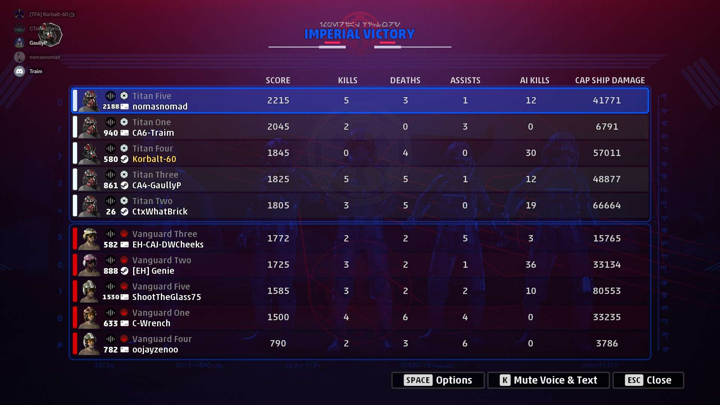 [TFA] Korbalt-60
GaullyP
nomasnomad
Traim
IMPERIAL VICTORY
SCORE KILLS DEATHS ASSISTS AI KILLS CAP SHIP DAMAGE
Titan Five
2188 nomasnomad 2215 5 3 1 12 41771
Titan One
940 CA6-Traim 2045 2 0 3 0 6791
Titan Four
580 Korbalt-60 1845 0 4 0 30 57011
Titan Three
861 CA4-GaullyP 1825 5 5 1 12 48877
Titan Two
26 CtxWhatBrick 1805 3 5 0 19 66664
Vanguard Three
582 EH-CAJ-DWCheeks 1772 2 2 5 3 15765
Vanguard Two
888 [EH] Genie 1725 3 2 1 36 33134
Vanguard Five
1530 ShootTheGlass75 1585 3 2 2 10 80553
Vanguard One
633 C-Wrench 1500 4 6 4 0 33235
Vanguard Four
782 oojayzenoo 790 2 3 6 0 3786
SPACE Options K Mute Voice & Text ESC Close